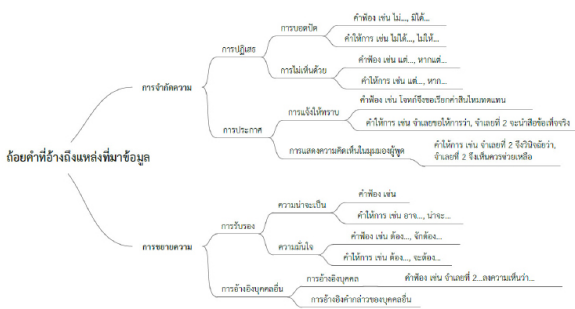 ถ้อยคำที่อ้างถึงแหล่งที่มาข้อมูล
การจำกัดความ
การปฏิเสธ
การบอกปัด
คำฟ้อง เช่น ไม่..., มิได้...
คำให้การ เช่น ไม่ได้..., ไม่ให้...
การไม่เห็นด้วย
คำฟ้อง เช่น แต่..., หากแต่...
คำให้การ เช่น แต่..., หาก...
การประกาศ
การแจ้งให้ทราบ
คำฟ้อง เช่น โจทก์จึงขอเรียกค่าสินไหมทดแทน
คำให้การ เช่น จำเลยขอให้การว่า, จำเลยที่ 2 จะนำสืบข้อเท็จจริง
การแสดงความคิดเห็นในมุมมองผู้พูด
คำให้การ เช่น จำเลยที่ 2 จึงวินิจฉัยว่า,
จำเลยที่ 2 จึงเห็นควรช่วยเหลือ
การขยายความ
การรับรอง
ความน่าจะเป็น
คำฟ้อง เช่น
คำให้การ เช่น อาจ..., น่าจะ...
ความมั่นใจ
คำฟ้อง เช่น ต้อง..., จักต้อง...
คำให้การ เช่น ต้อง..., จะต้อง...
การอ้างอิงบุคคลอื่น
การอ้างอิงบุคคล
คำฟ้อง เช่น จำเลยที่ 2...ลงความเห็นว่า...
การอ้างอิงคำกล่าวของบุคคลอื่น